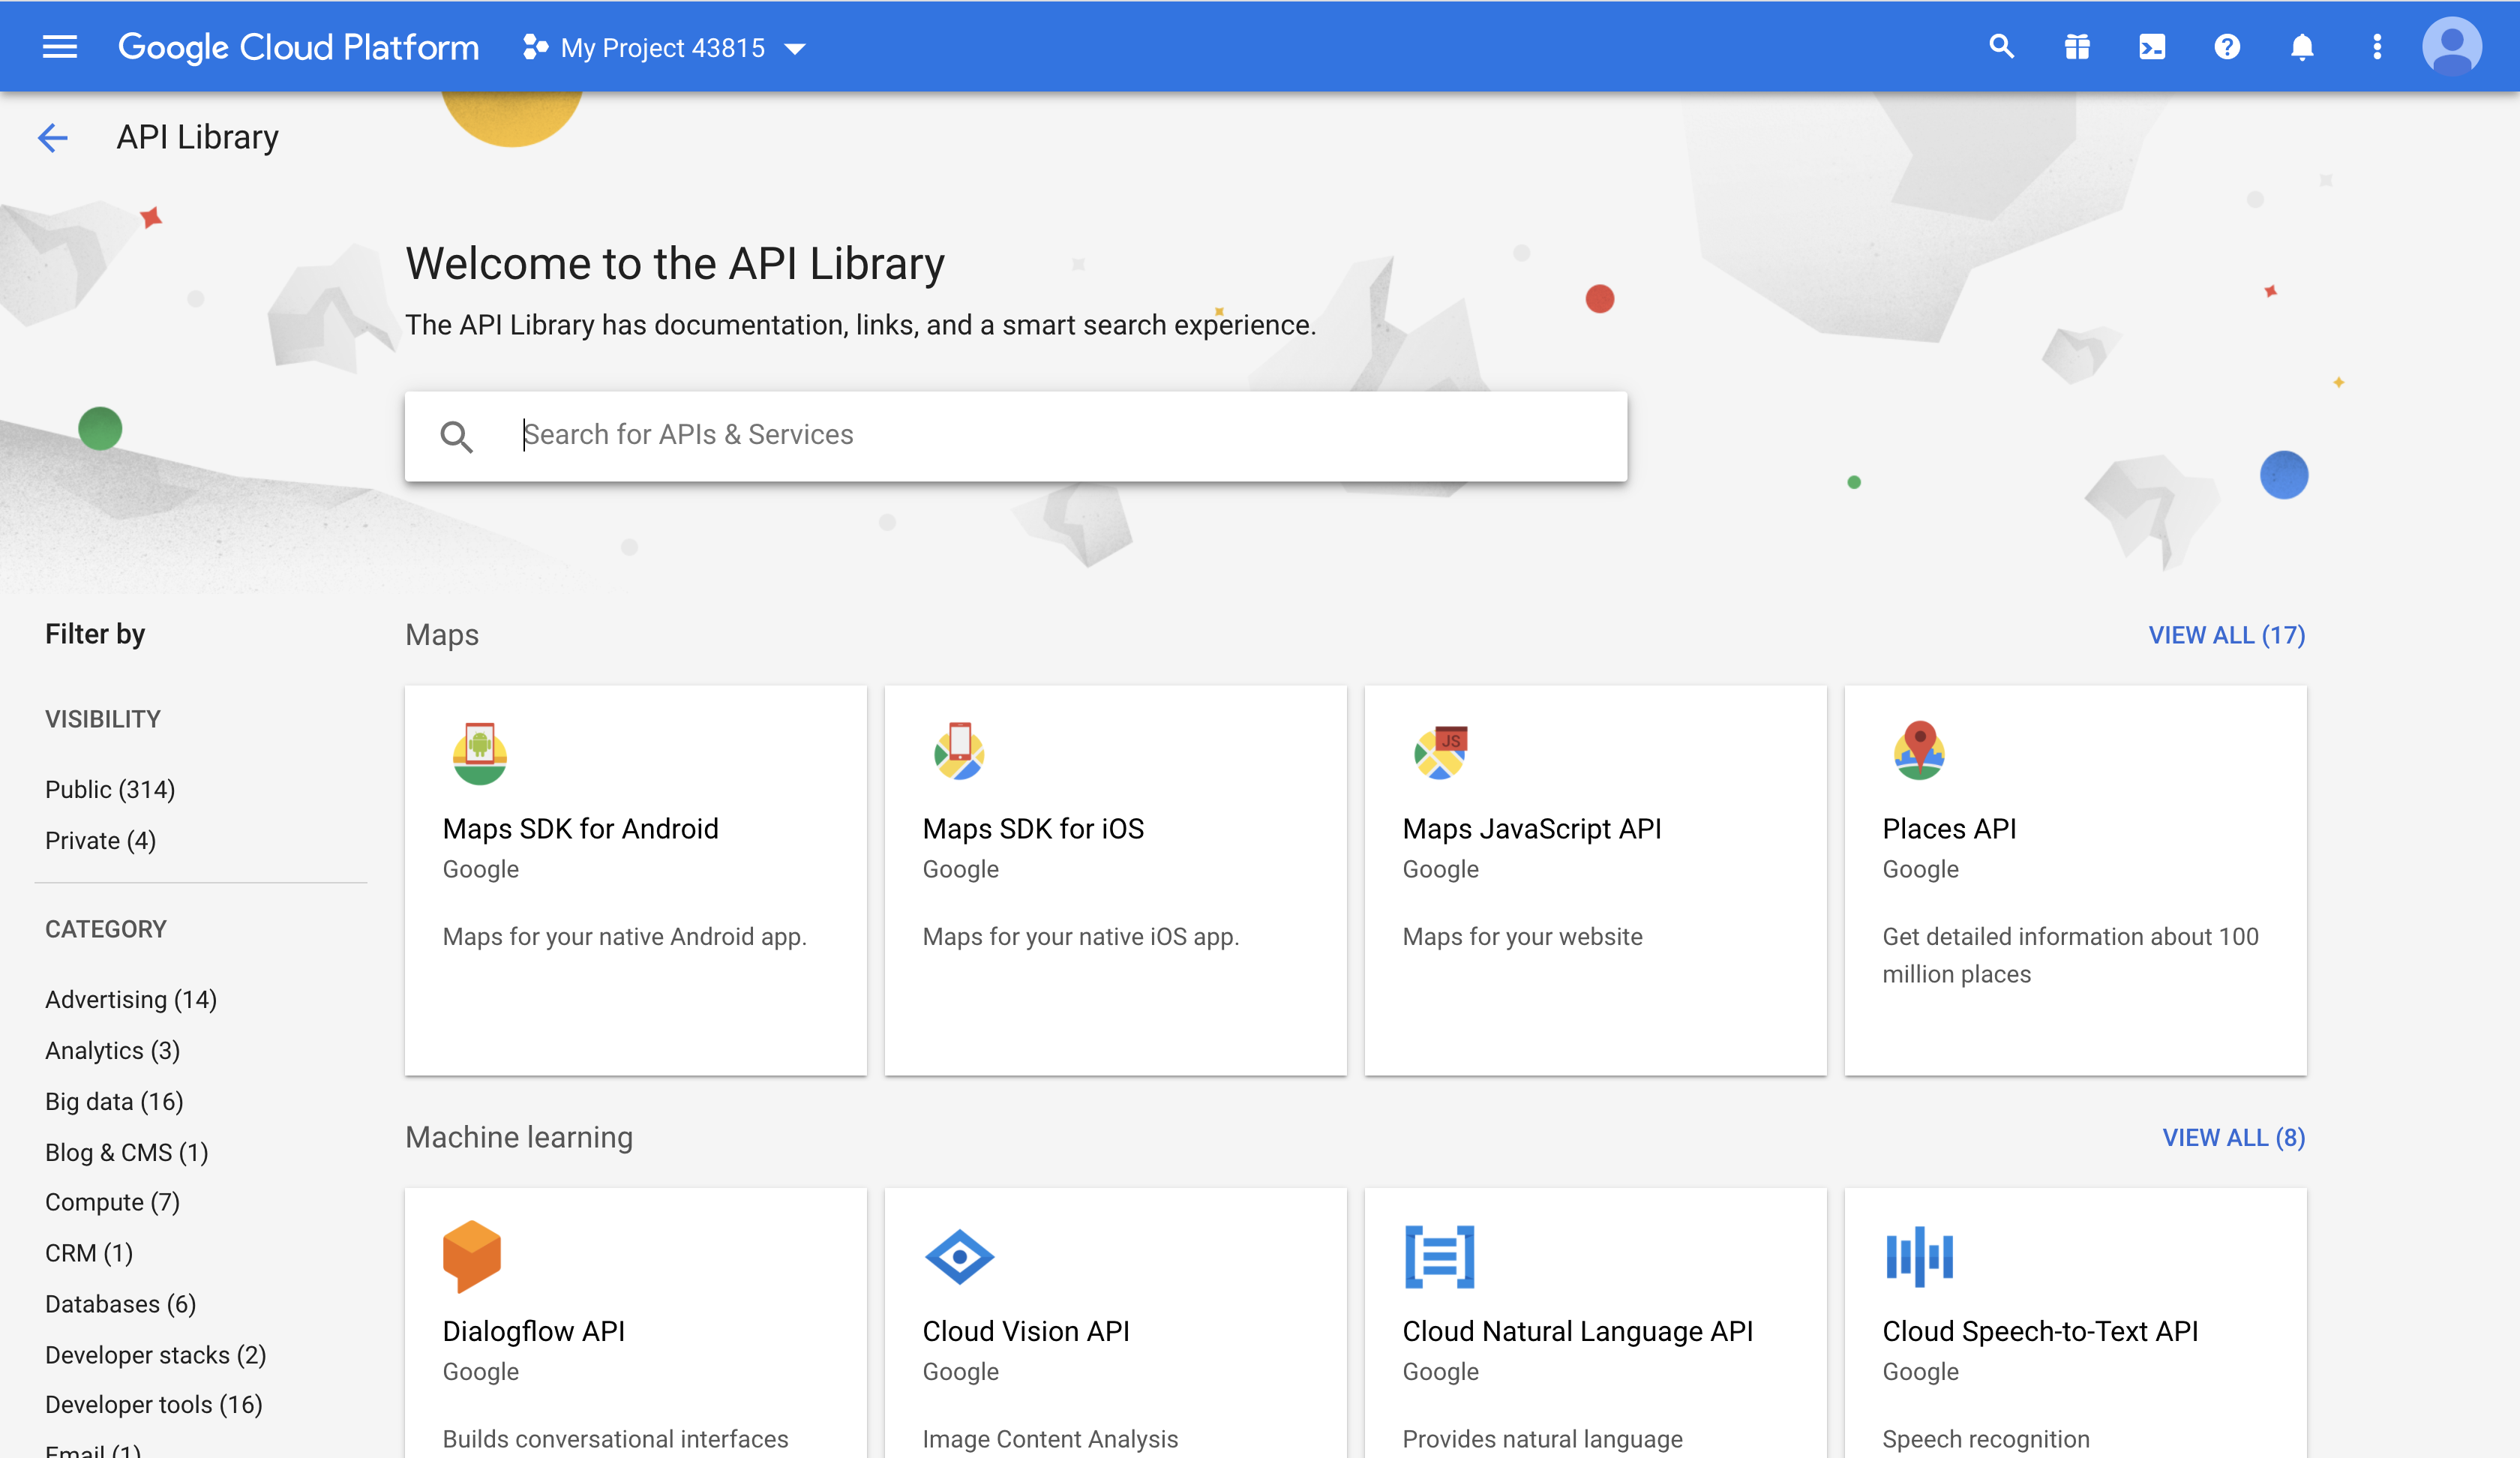 Google Cloud Platform
My Project 43815
API Library
Welcome to the API Library
The API Library has documentation, links, and a smart search experience.
Search for APIs & Services
Filter by
VISIBILITY
Public (314)
Private (4)
CATEGORY
Advertising (14)
Analytics (3)
Big data (16)
Blog & CMS (1)
Compute (7)
CRM (1)
Databases (6)
Developer stacks (2)
Developer tools (16)
Email (1)
Maps
VIEW ALL (17)
Maps SDK for Android
Google
Maps for your native Android app.
Maps SDK for iOS
Google
Maps for your native iOS app.
JS
Maps JavaScript API
Google
Maps for your website
Places API
Google
Get detailed information about 100
million places
Machine learning
VIEW ALL (8)
Dialogflow API
Google
Builds conversational interfaces
Cloud Vision API
Google
Image Content Analysis
Cloud Natural Language API
Google
Provides natural language
Cloud Speech-to-Text API
Google
Speech recognition